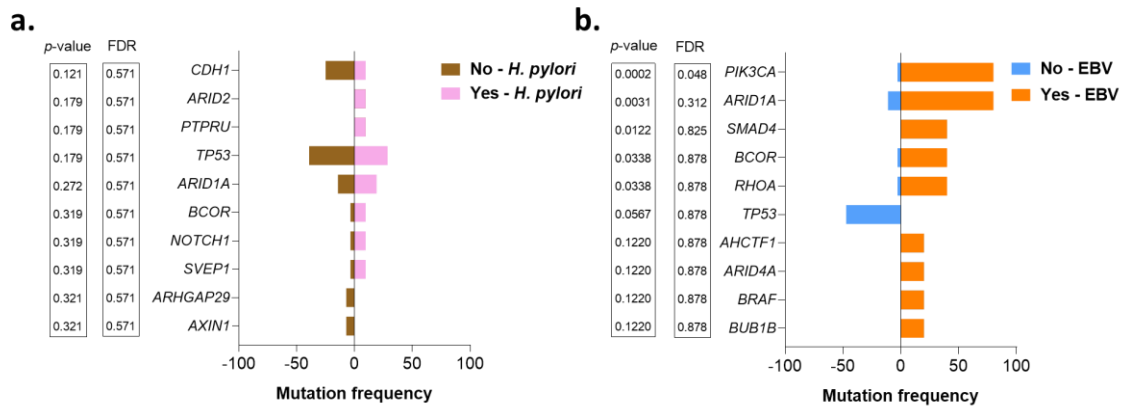 a.
p-value FDR
0.121 0.571 CDH1
0.179 0.571 ARID2
0.179 0.571 PTPRU
0.179 0.571 TP53
0.272 0.571 ARID1A
0.319 0.571 BCOR
0.319 0.571 NOTCH1
0.319 0.571 SVEP1
0.321 0.571 ARHGAP29
0.321 0.571 AXIN1
No - H. pylori
Yes - H. pylori
-100 -50 0 50 100
Mutation frequency
b.
p-value FDR
0.0002 0.048 PIK3CA
0.0031 0.312 ARID1A
0.0122 0.825 SMAD4
0.0338 0.878 BCOR
0.0338 0.878 RHOA
0.0567 0.878 TP53
0.1220 0.878 AHCTF1
0.1220 0.878 ARID4A
0.1220 0.878 BRAF
0.1220 0.878 BUB1B
No - EBV
Yes - EBV
-100 -50 0 50 100
Mutation frequency